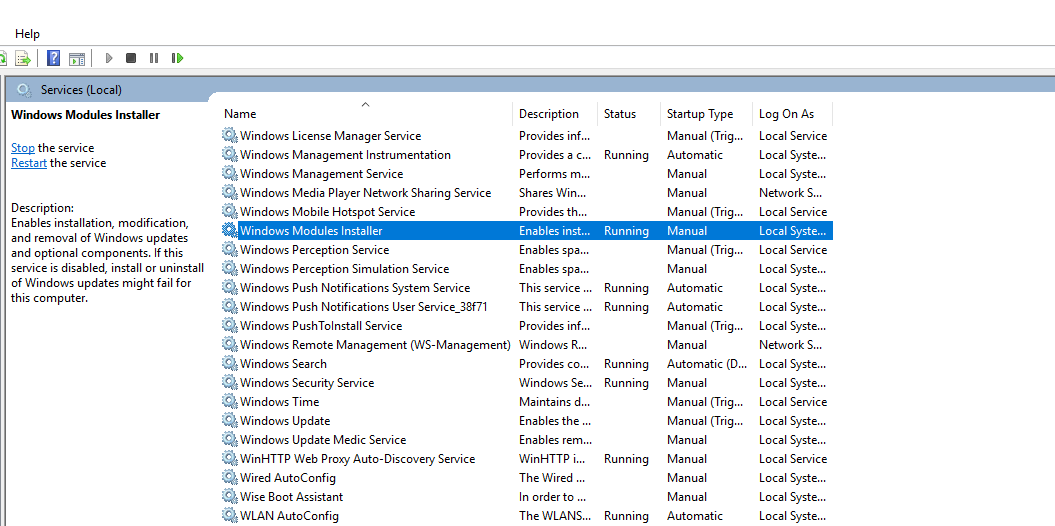 Help
Services (Local)
Windows Modules Installer
Stop the service
Restart the service
Description:
Enables installation, modification,
and removal of Windows updates
and optional components. If this
service is disabled, install or uninstall
of Windows updates might fail for
this computer.
Name Description Status Startup Type Log On As
Windows License Manager Service Provides inf... Manual (Trig... Local Service
Windows Management Instrumentation Provides a c... Running Automatic Local Syste...
Windows Management Service Performs m... Manual Local Syste...
Windows Media Player Network Sharing Service Shares Win... Manual Network S...
Windows Mobile Hotspot Service Provides th... Manual (Trig... Local Service
Windows Modules Installer Enables inst... Running Manual Local Syste...
Windows Perception Service Enables spa... Manual (Trig... Local Service
Windows Perception Simulation Service Enables spa... Manual Local Syste...
Windows Push Notifications System Service This service ... Running Automatic Local Syste...
Windows Push Notifications User Service_38f71 This service ... Running Automatic Local Syste...
Windows PushToInstall Service Provides inf... Manual (Trig... Local Syste...
Windows Remote Management (WS-Management) Windows R... Manual Network S...
Windows Search Provides co... Running Automatic (D... Local Syste...
Windows Security Service Windows Se... Running Manual Local Syste...
Windows Time Maintains d... Manual (Trig... Local Service
Windows Update Enables the ... Manual (Trig... Local Syste...
Windows Update Medic Service Enables rem... Manual Local Syste...
WinHTTP Web Proxy Auto-Discovery Service WinHTTP i... Running Manual Local Service
Wired AutoConfig The Wired ... Manual Local Syste...
Wise Boot Assistant In order to ... Manual Local Syste...
WLAN AutoConfig The WLANS... Running Automatic Local Syste...